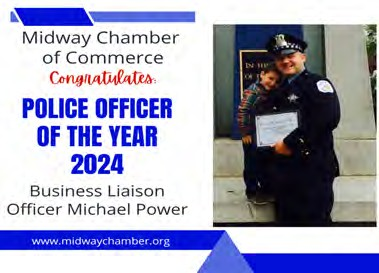 Midway Chamber
of Commerce
Congratulates:
POLICE OFFICER
OF THE YEAR
2024
Business Liaison
Officer Michael Power
www.midwaychamber.org